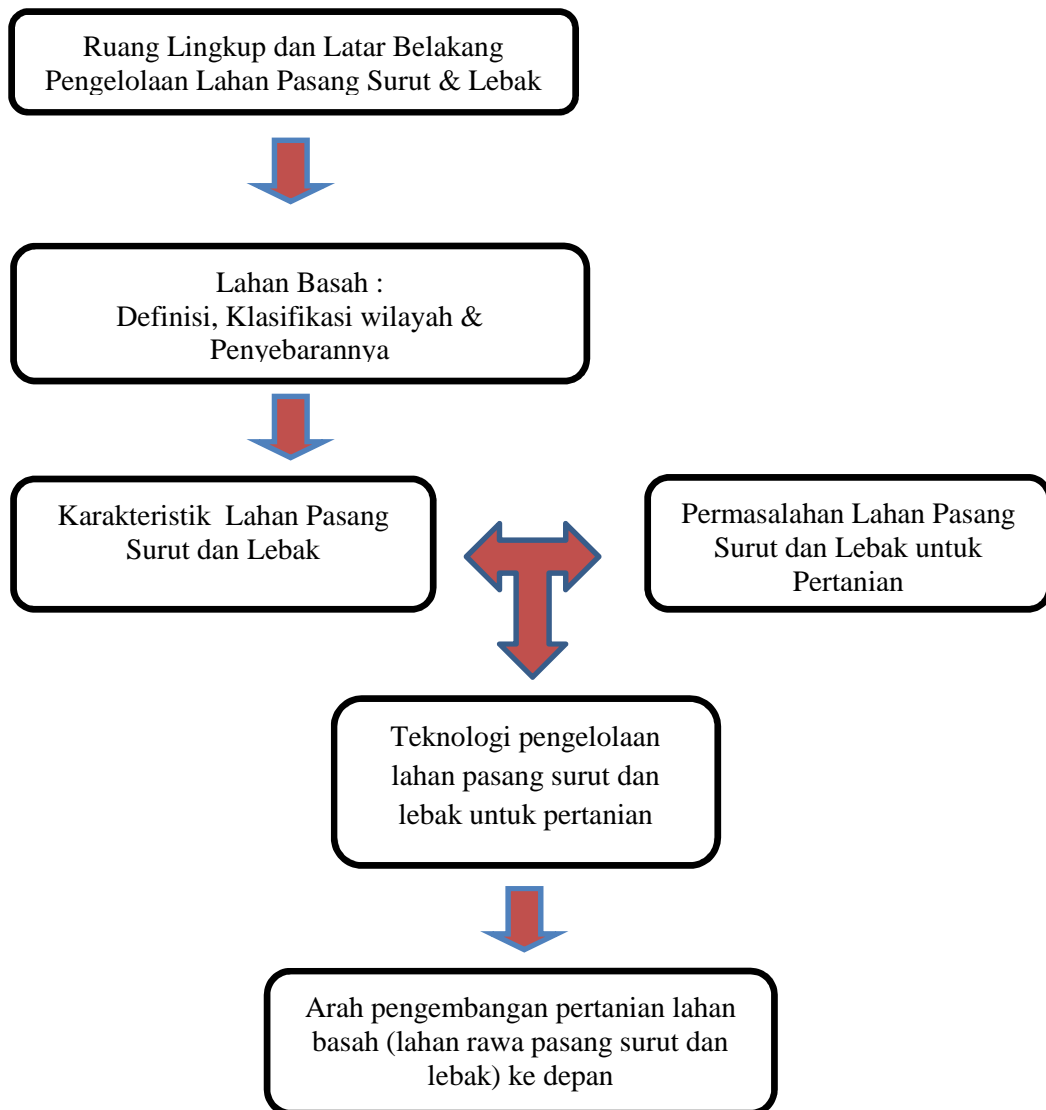 Ruang Lingkup dan Latar Belakang
Pengelolaan Lahan Pasang Surut & Lebak
Lahan Basah :
Definisi, Klasifikasi wilayah &
Penyebarannya
Karakteristik Lahan Pasang
Surut dan Lebak
Permasalahan Lahan Pasang
Surut dan Lebak untuk
Pertanian
Teknologi pengelolaan
lahan pasang surut dan
lebak untuk pertanian
Arah pengembangan pertanian lahan
basah (lahan rawa pasang surut dan
lebak) ke depan